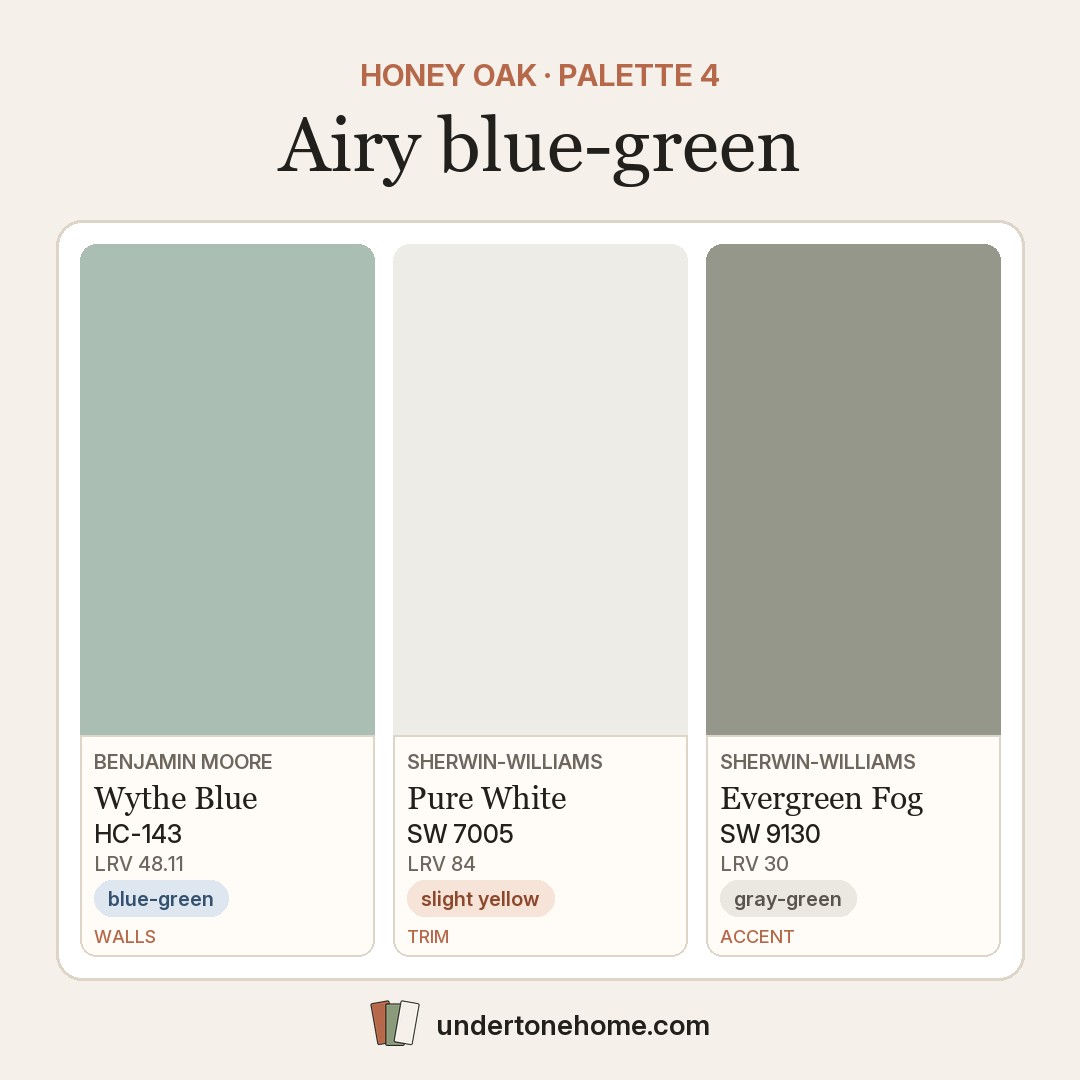 HONEY OAK · PALETTE 4
Airy blue-green
BENJAMIN MOORE
Wythe Blue
HC-143
LRV 48.11
blue-green
WALLS
SHERWIN-WILLIAMS
Pure White
SW 7005
LRV 84
slight yellow
TRIM
SHERWIN-WILLIAMS
Evergreen Fog
SW 9130
LRV 30
gray-green
ACCENT
undertonehome.com